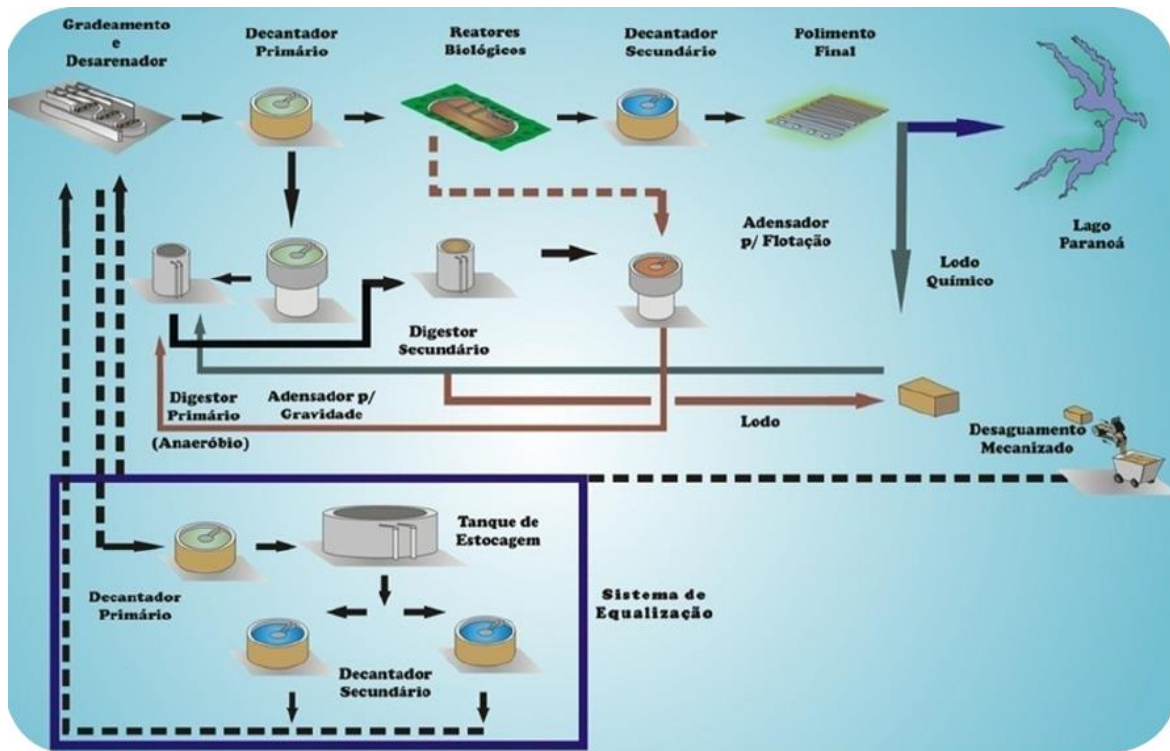 Gradeamento
e
Desarenador
Decantador
Primário
Reatores
Biológicos
Decantador
Secundário
Polimento
Final
Adensador
p/ Flotação
Lago
Paranoá
Lodo
Químico
Digestor
Secundário
Digestor
Primário
(Anaeróbio)
Adensador p/
Gravidade
Lodo
Desaguamento
Mecanizado
Tanque de
Estocagem
Decantador
Primário
Sistema de
Equalização
Decantador
Secundário